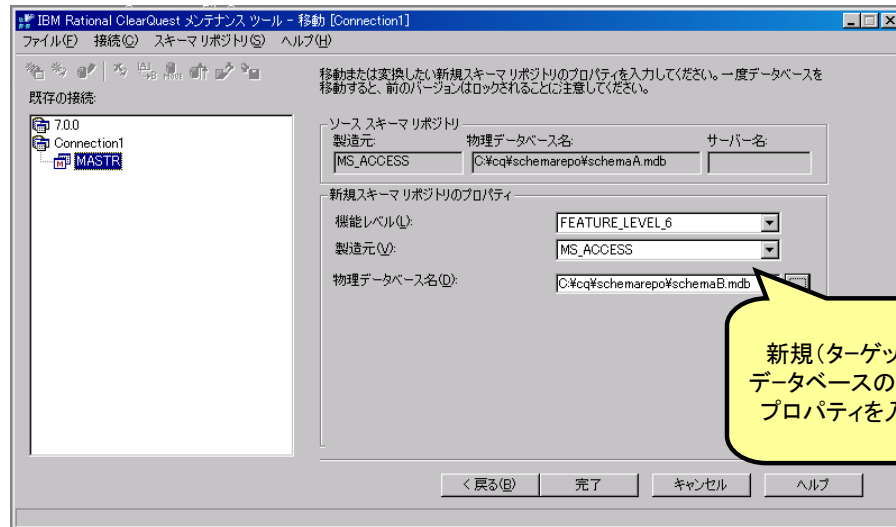 IBM Rational ClearQuest メンテナンス ツール - 移動 [Connection1]
ファイル(F) 接続(C) スキーマ リポジトリ(S) ヘルプ(H)
移動または変換したい新規スキーマ リポジトリのプロパティを入力してください。一度データベースを
移動すると、前のバージョンはロックされることに注意してください。
既存の接続:
7.0.0
Connection1
MASTR
ソース スキーマ リポジトリ
製造元: 物理データベース名: サーバー名:
MS_ACCESS C:¥cq¥schemarepo¥schemaA.mdb
新規スキーマ リポジトリのプロパティ
機能レベル(L): FEATURE_LEVEL_6
製造元(V): MS_ACCESS
物理データベース名(D): C:¥cq¥schemarepo¥schemaB.mdb
新規(ターゲッ
データベースの
プロパティを入
< 戻る(B) 完了 キャンセル ヘルプ